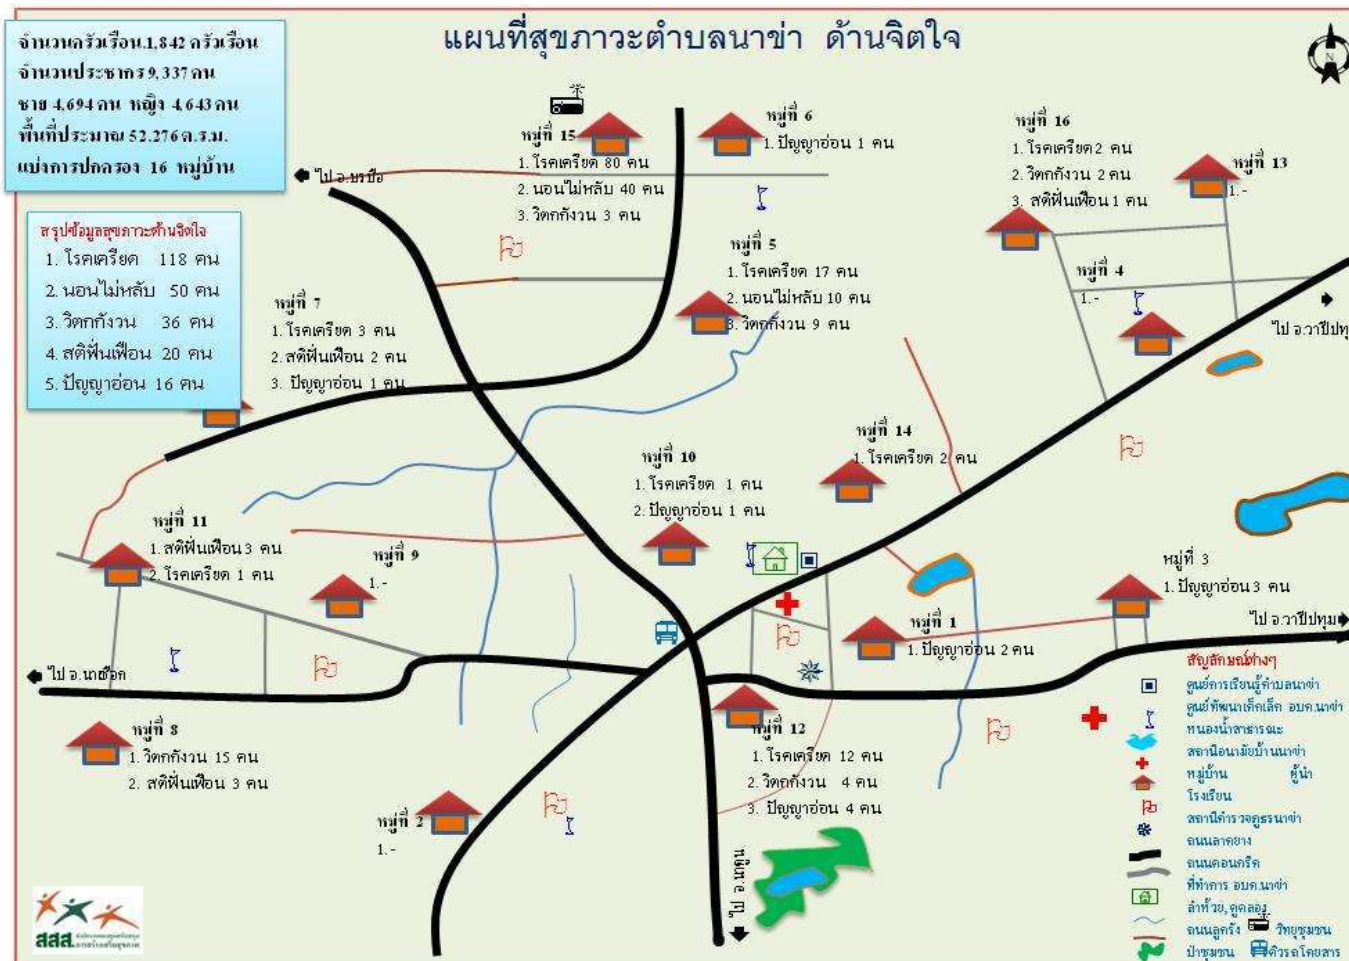 แผนที่สุขภาวะตำบลนาข่า ด้านจิตใจ
จำนวนครัวเรือน.1,842 ครัวเรือน
จำนวนประชากร 9,337 คน
ชาย 4,694 คน หญิง 4,643 คน
พื้นที่ประมาณ 52.276 ต.ร.ม.
แบ่งการปกครอง 16 หมู่บ้าน
สรุปข้อมูลสุขภาวะด้านจิตใจ
1. โรคเครียด 118 คน
2. นอนไม่หลับ 50 คน
3. วิตกกังวน 36 คน
4. สติฟั่นเฟือน 20 คน
5. ปัญญาอ่อน 16 คน
N
ไป อ.บรบือ
หมู่ที่ 15
1. โรคเครียด 80 คน
2. นอนไม่หลับ 40 คน
3. วิตกกังวน 3 คน
หมู่ที่ 6
1. ปัญญาอ่อน 1 คน
หมู่ที่ 16
1. โรคเครียด 2 คน
2. วิตกกังวน 2 คน
3. สติฟั่นเฟือน 1 คน
หมู่ที่ 13
1.-
หมู่ที่ 5
1. โรคเครียด 17 คน
2. นอนไม่หลับ 10 คน
3. วิตกกังวน 9 คน
หมู่ที่ 4
1.-
ไป อ.วาปีปทุม
หมู่ที่ 7
1. โรคเครียด 3 คน
2. สติฟั่นเฟือน 2 คน
3. ปัญญาอ่อน 1 คน
หมู่ที่ 14
1. โรคเครียด 2 คน
หมู่ที่ 10
1. โรคเครียด 1 คน
2. ปัญญาอ่อน 1 คน
หมู่ที่ 11
1. สติฟั่นเฟือน 3 คน
2. โรคเครียด 1 คน
หมู่ที่ 9
1.-
หมู่ที่ 3
1. ปัญญาอ่อน 3 คน
ไป อ.วาปีปทุม
หมู่ที่ 1
1. ปัญญาอ่อน 2 คน
ไป อ.นาเชือก
หมู่ที่ 8
1. วิตกกังวน 15 คน
2. สติฟั่นเฟือน 3 คน
หมู่ที่ 12
1. โรคเครียด 12 คน
2. วิตกกังวน 4 คน
3. ปัญญาอ่อน 4 คน
หมู่ที่ 2
1.-
ไป อ.นาดูน
สัญลักษณ์ต่างๆ
ศูนย์การเรียนรู้ตำบลนาข่า
ศูนย์พัฒนาเด็กเล็ก อบต.นาข่า
หนองน้ำสาธารณะ
สถานีอนามัยบ้านนาข่า
หมู่บ้าน ผู้นำ
โรงเรียน
สถานีตำรวจภูธรนาข่า
ถนนลาดยาง
ถนนคอนกรีต
ที่ทำการ อบต.นาข่า
ลำห้วย,คูคลอง
ถนนลูกรัง วิทยุชุมชน
ป่าชุมชน คิวรถโดยสาร
สสส.